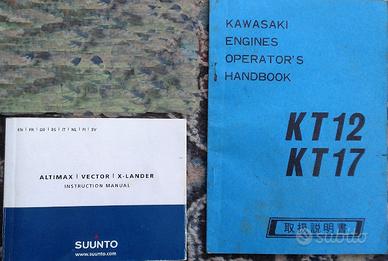 EN | FR | DE | ES | IT | NL | FI | SV
ALTIMAX | VECTOR | X-LANDER
INSTRUCTION MANUAL
SUUNTO
www.suunto.com
KAWASAKI
ENGINES
OPERATOR'S
HANDBOOK
KT12
KT17
取扱説明書
subito